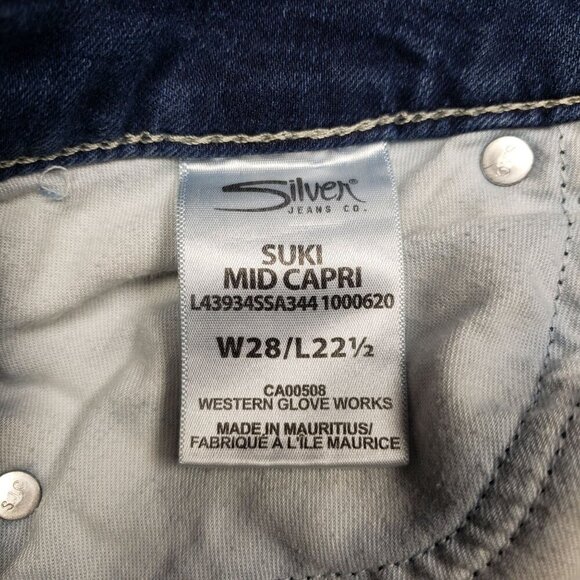 Silver®
JEANS CO.
SUKI
MID CAPRI
L43934SSA344 1000620
W28/L22½
CA00508
WESTERN GLOVE WORKS
MADE IN MAURITIUS/
FABRIQUÉ À L'ÎLE MAURICE